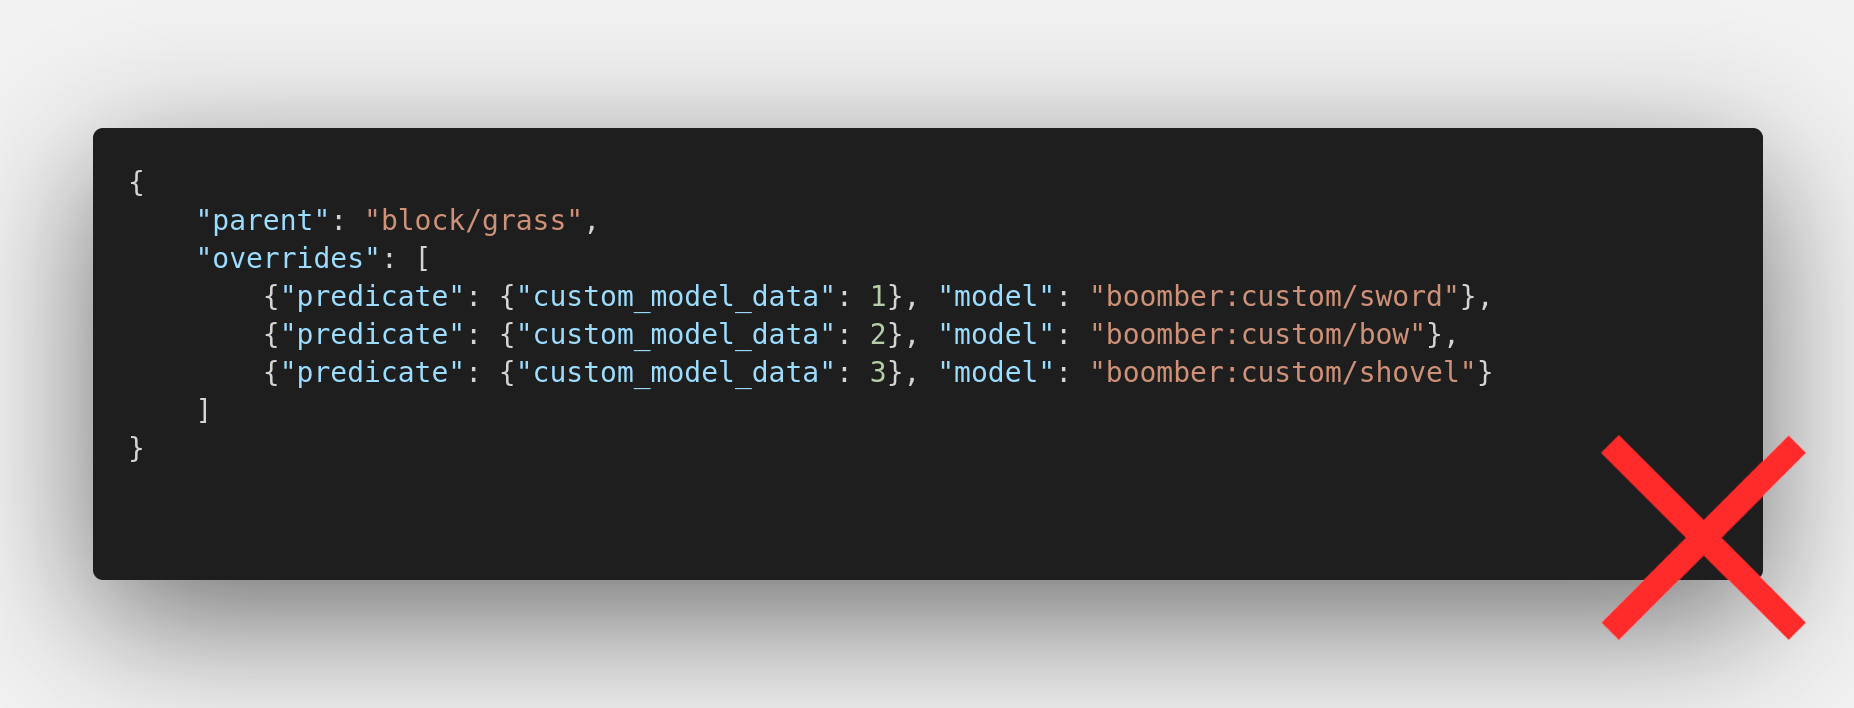 {
    "parent": "block/grass",
    "overrides": [
        {"predicate": {"custom_model_data": 1}, "model": "boomber:custom/sword"},
        {"predicate": {"custom_model_data": 2}, "model": "boomber:custom/bow"},
        {"predicate": {"custom_model_data": 3}, "model": "boomber:custom/shovel"}
    ]
}